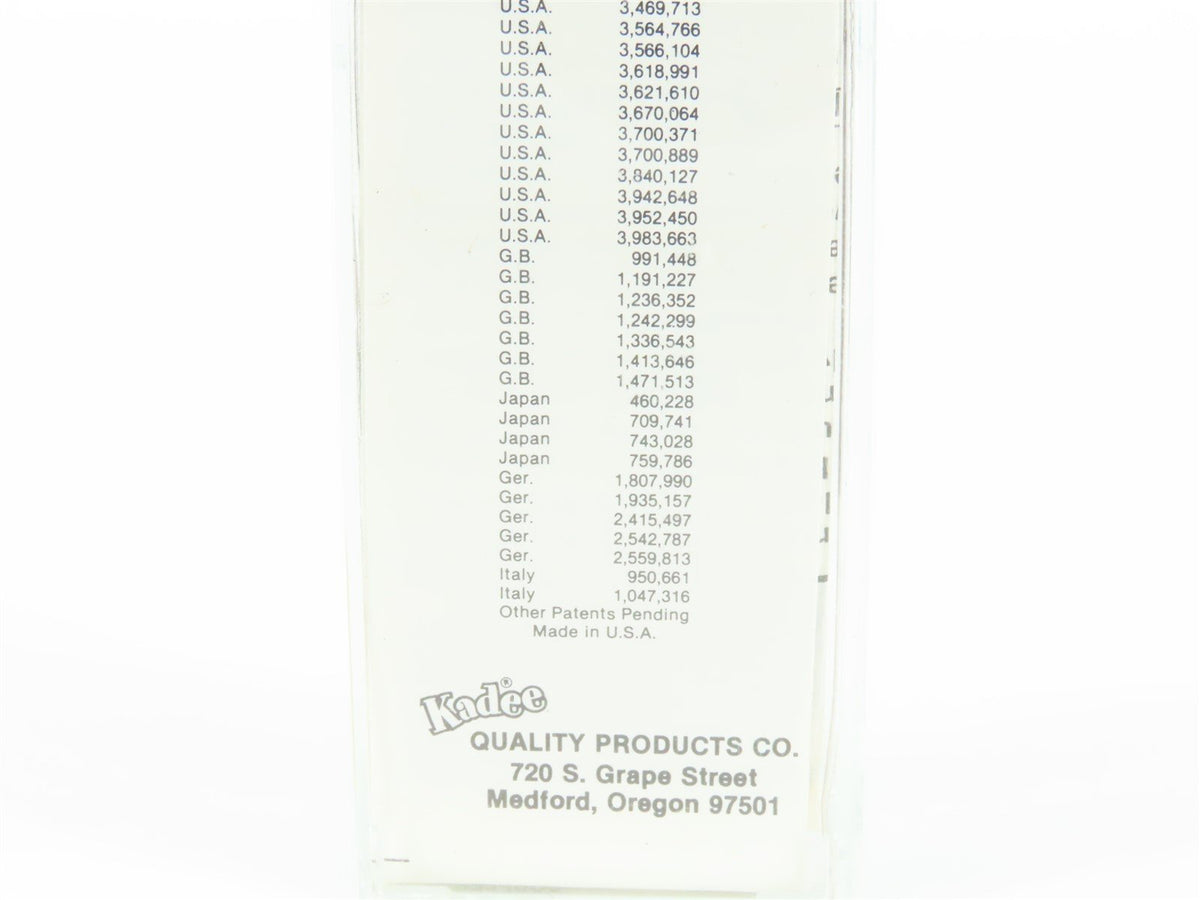 U.S.A. 3,469,713
U.S.A. 3,564,766
U.S.A. 3,566,104
U.S.A. 3,618,991
U.S.A. 3,621,610
U.S.A. 3,670,064
U.S.A. 3,700,371
U.S.A. 3,700,889
U.S.A. 3,840,127
U.S.A. 3,942,648
U.S.A. 3,952,450
U.S.A. 3,983,663
G.B. 991,448
G.B. 1,191,227
G.B. 1,236,352
G.B. 1,242,299
G.B. 1,336,543
G.B. 1,413,646
G.B. 1,471,513
Japan 460,228
Japan 709,741
Japan 743,028
Japan 759,786
Ger. 1,807,990
Ger. 1,935,157
Ger. 2,415,497
Ger. 2,542,787
Ger. 2,559,813
Italy 950,661
Italy 1,047,316
Other Patents Pending
Made in U.S.A.
Kadee®
QUALITY PRODUCTS CO.
720 S. Grape Street
Medford, Oregon 97501